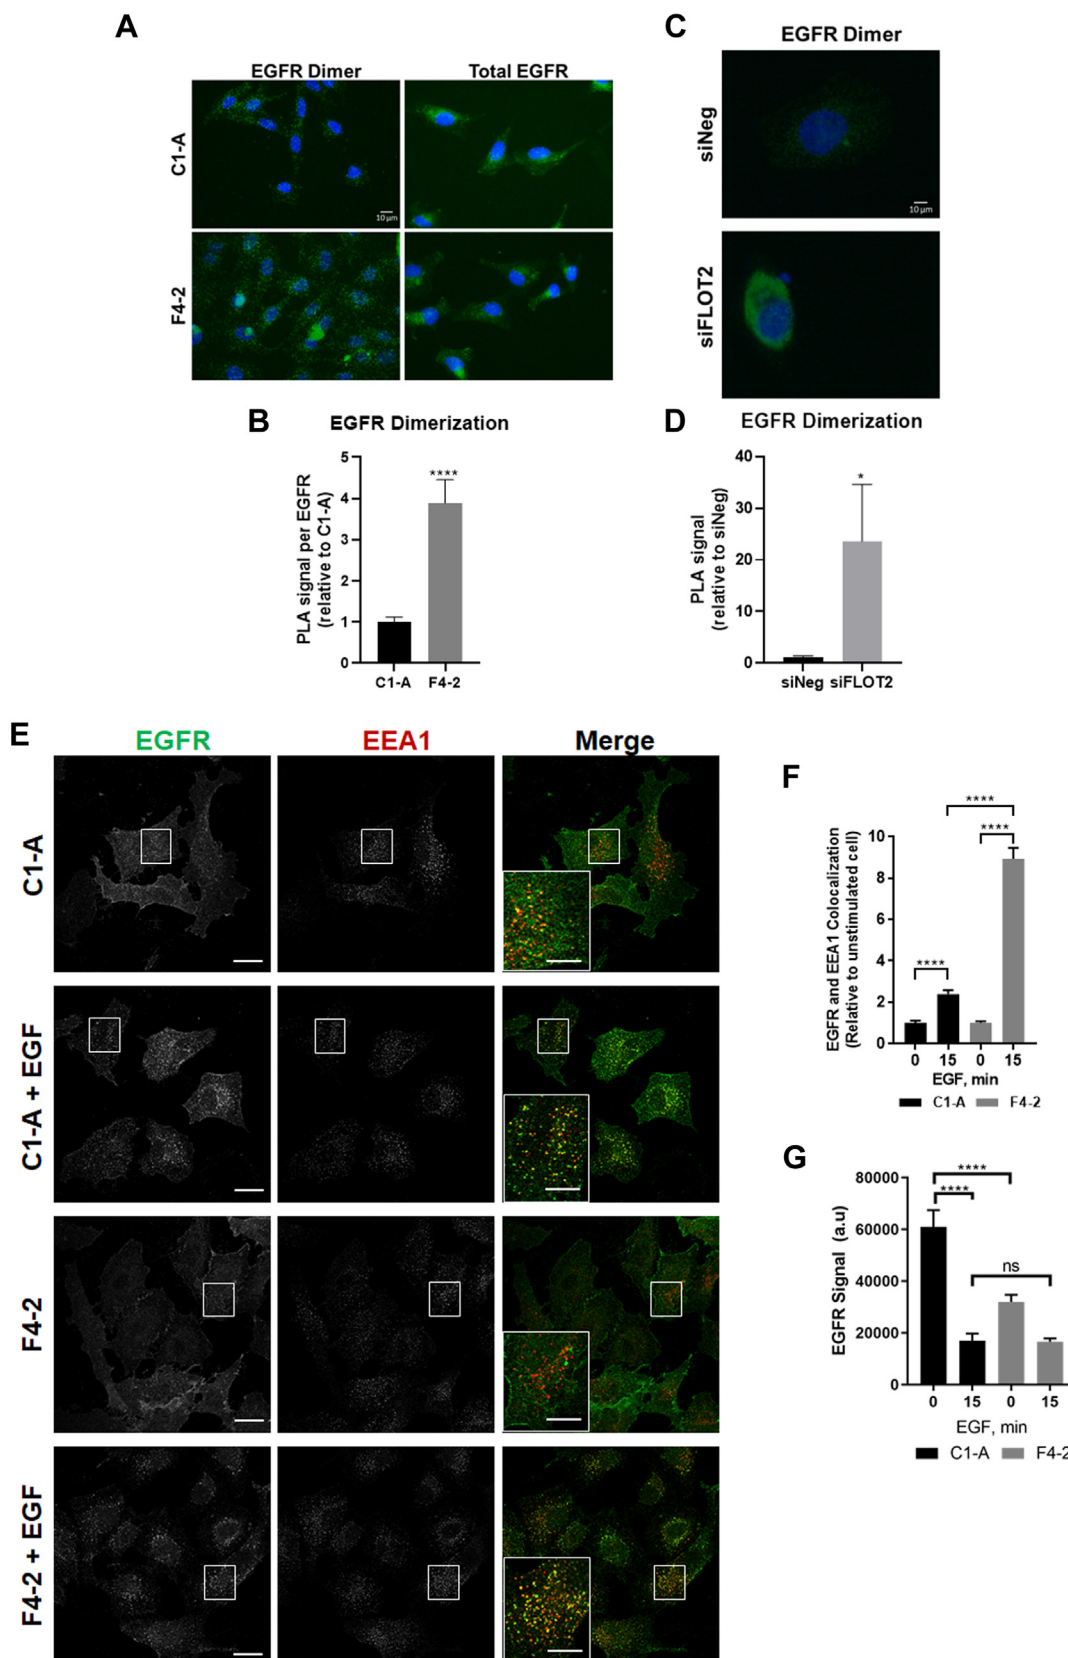 A
EGFR Dimer
Total EGFR
C1-A
10 µm
F4-2
C
EGFR Dimer
siNeg
10 µm
siFLOT2
B
EGFR Dimerization
PLA signal per EGFR
(relative to C1-A)
5
4
3
2
1
0
****
C1-A
F4-2
D
EGFR Dimerization
PLA signal
(relative to siNeg)
40
30
20
10
0
*
siNeg
siFLOT2
E
EGFR
EEA1
Merge
C1-A
C1-A + EGF
F4-2
F4-2 + EGF
F
EGFR and EEA1 Colocalization
(Relative to unstimulated cell)
10
8
6
4
2
0
****
****
****
0
15
0
15
EGF, min
C1-A
F4-2
G
EGFR Signal (a.u)
80000
60000
40000
20000
0
****
****
ns
0
15
0
15
EGF, min
C1-A
F4-2